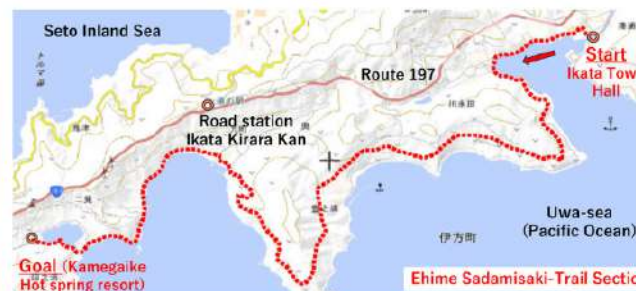 Seto Inland Sea
Start
Ikata Tow
Hall
Route 197
Road station
Ikata Kirara Kan
Uwa-sea
(Pacific Ocean)
伊方町
Goal (Kamegaike
Hot spring resort)
Ehime Sadamisaki-Trail Sectio